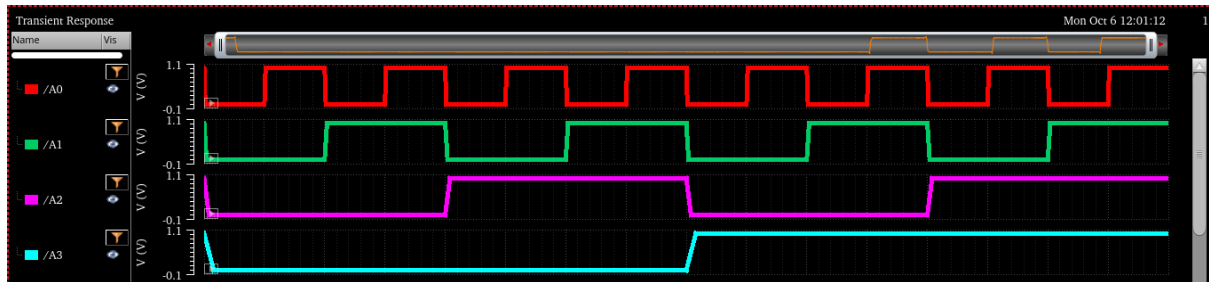 Transient Response
Mon Oct 6 12:01:12 1
Name Vis
/A0
V (V)
1.1
-0.1
/A1
V (V)
1.1
-0.1
/A2
V (V)
1.1
-0.1
/A3
V (V)
1.1
-0.1